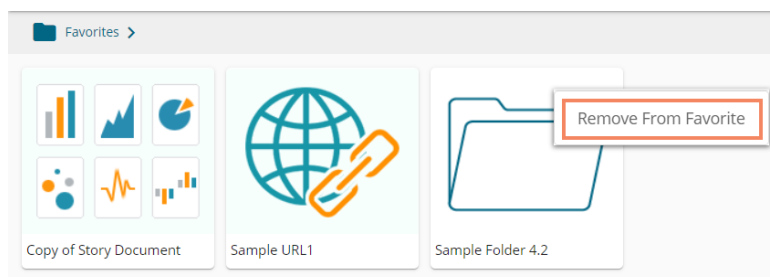 Favorites
Remove From Favorite
Copy of Story Document
Sample URL1
Sample Folder 4.2